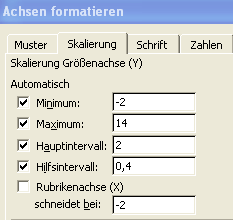 Achsen formatieren
Muster Skalierung Schrift Zahlen
Skalierung Größenachse (Y)
Automatisch
Minimum: -2
Maximum: 14
Hauptintervall: 2
Hilfsintervall: 0,4
Rubrikenachse (X)
schneidet bei: -2